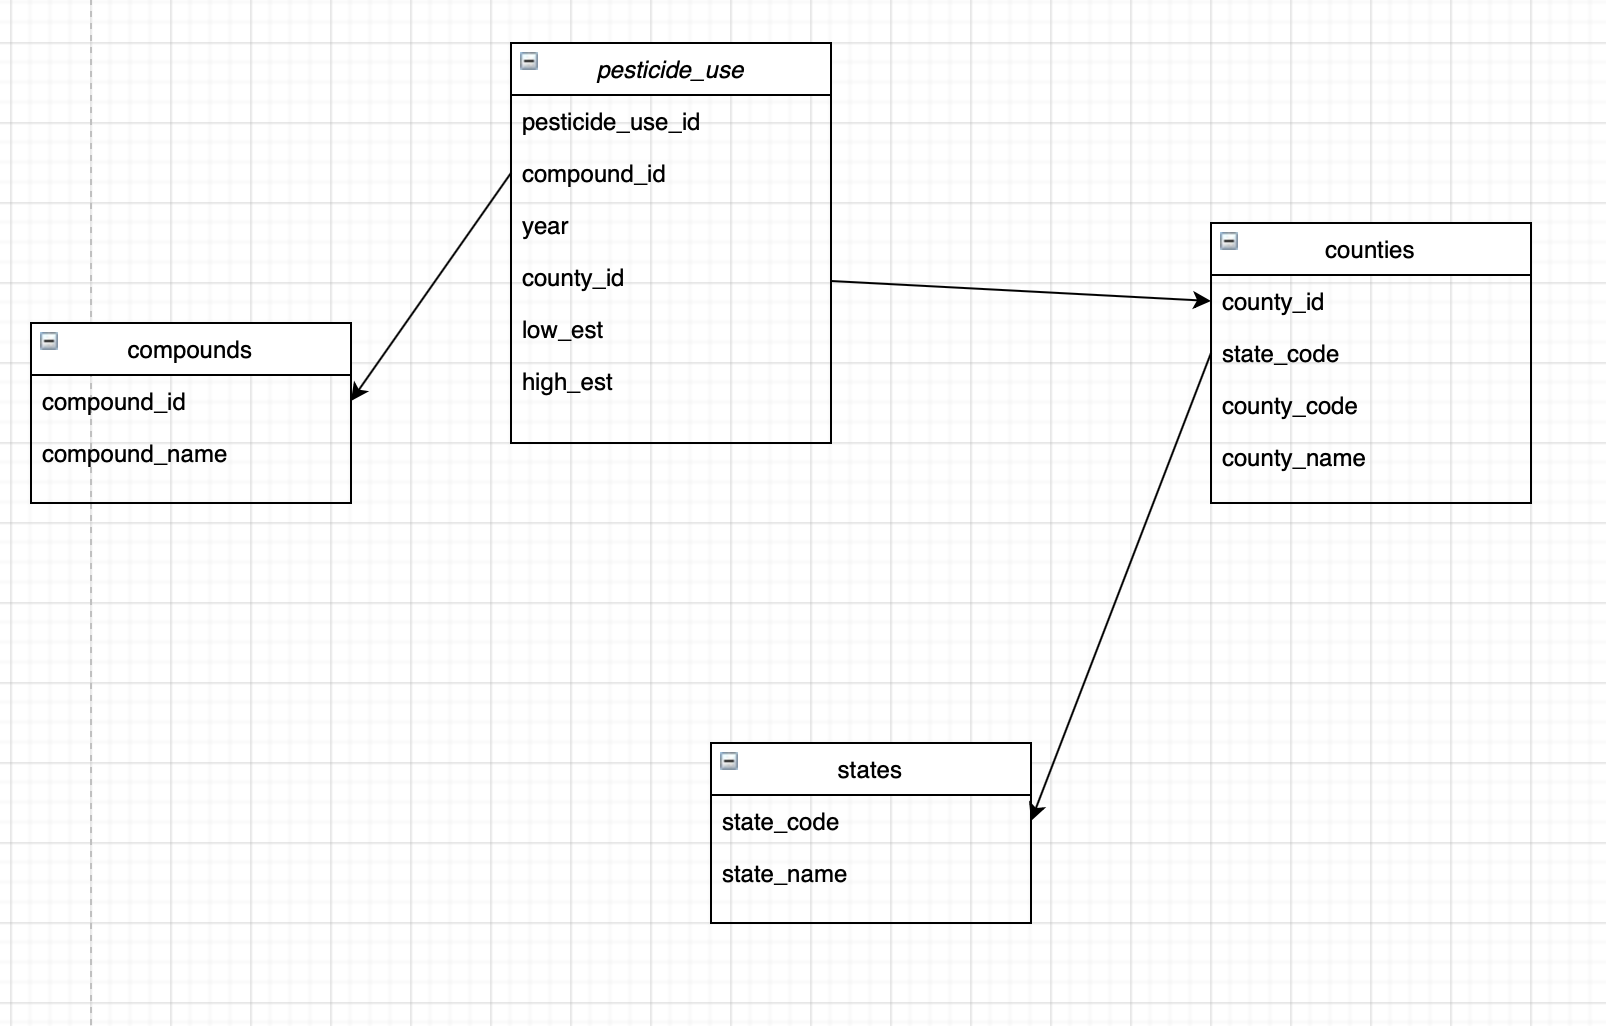 pesticide_use
pesticide_use_id
compound_id
year
county_id
low_est
high_est
compounds
compound_id
compound_name
counties
county_id
state_code
county_code
county_name
states
state_code
state_name